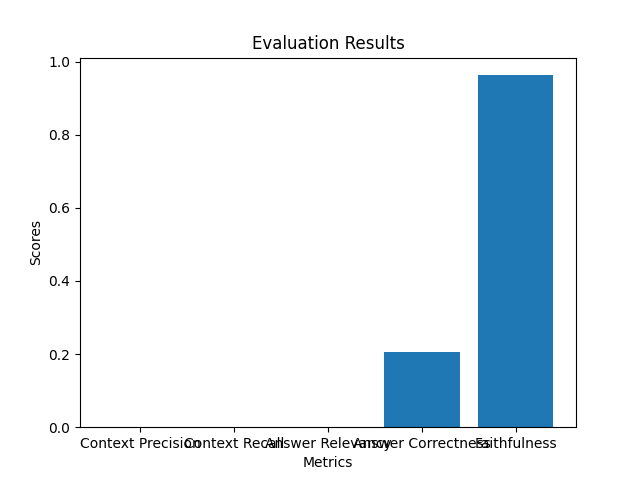 Evaluation Results
1.0
0.8
0.6
0.4
0.2
0.0
Scores
Context Precision Context Recall Answer Relevancy Answer Correctness Faithfulness
Metrics